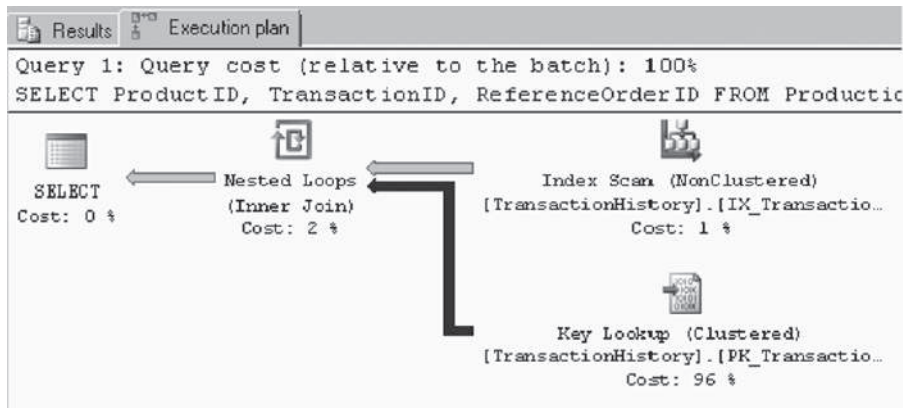 Results Execution plan
Query 1: Query cost (relative to the batch): 100%
SELECT ProductID, TransactionID, ReferenceOrderID FROM Productio
SELECT
Cost: 0 %
Nested Loops
(Inner Join)
Cost: 2 %
Index Scan (NonClustered)
[TransactionHistory].[IX_Transactio…
Cost: 1 %
Key Lookup (Clustered)
[TransactionHistory].[PK_Transactio…
Cost: 96 %